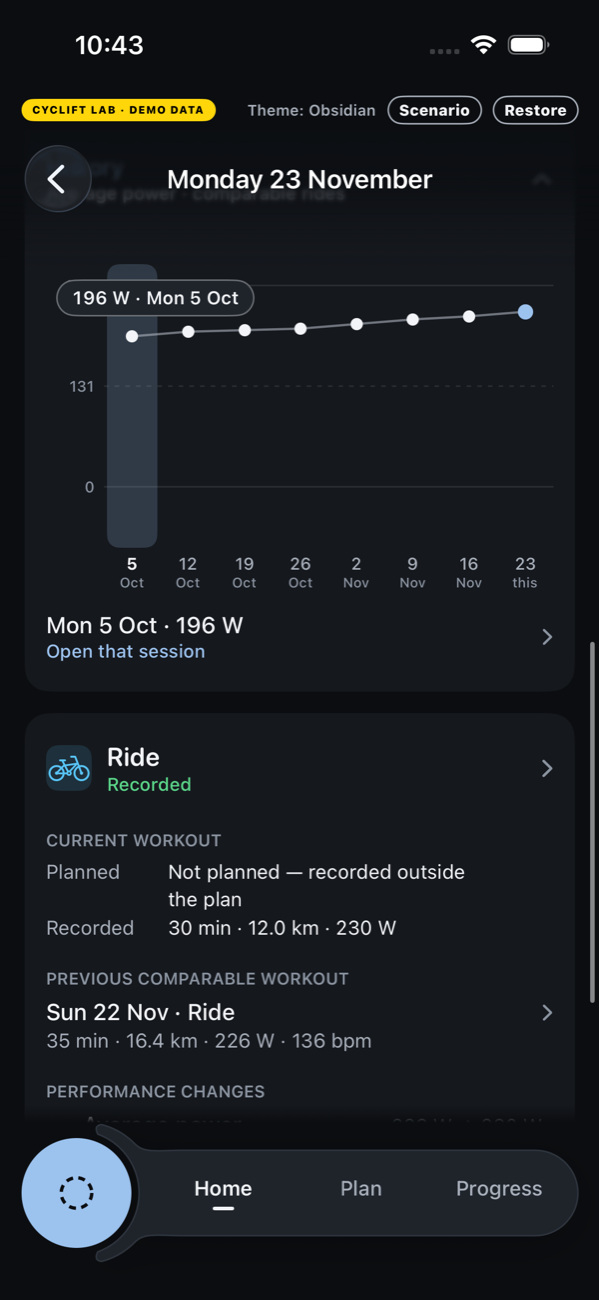 10:43
CYCLIFT LAB · DEMO DATA
Theme: Obsidian
Scenario
Restore
Monday 23 November
power · comparable rides
196 W · Mon 5 Oct
131
0
5 12 19 26 2 9 16 23
Oct Oct Oct Oct Nov Nov Nov this
Mon 5 Oct · 196 W
Open that session
Ride
Recorded
CURRENT WORKOUT
Planned Not planned — recorded outside
the plan
Recorded 30 min · 12.0 km · 230 W
PREVIOUS COMPARABLE WORKOUT
Sun 22 Nov · Ride
35 min · 16.4 km · 226 W · 136 bpm
PERFORMANCE CHANGES
Home
Plan
Progress